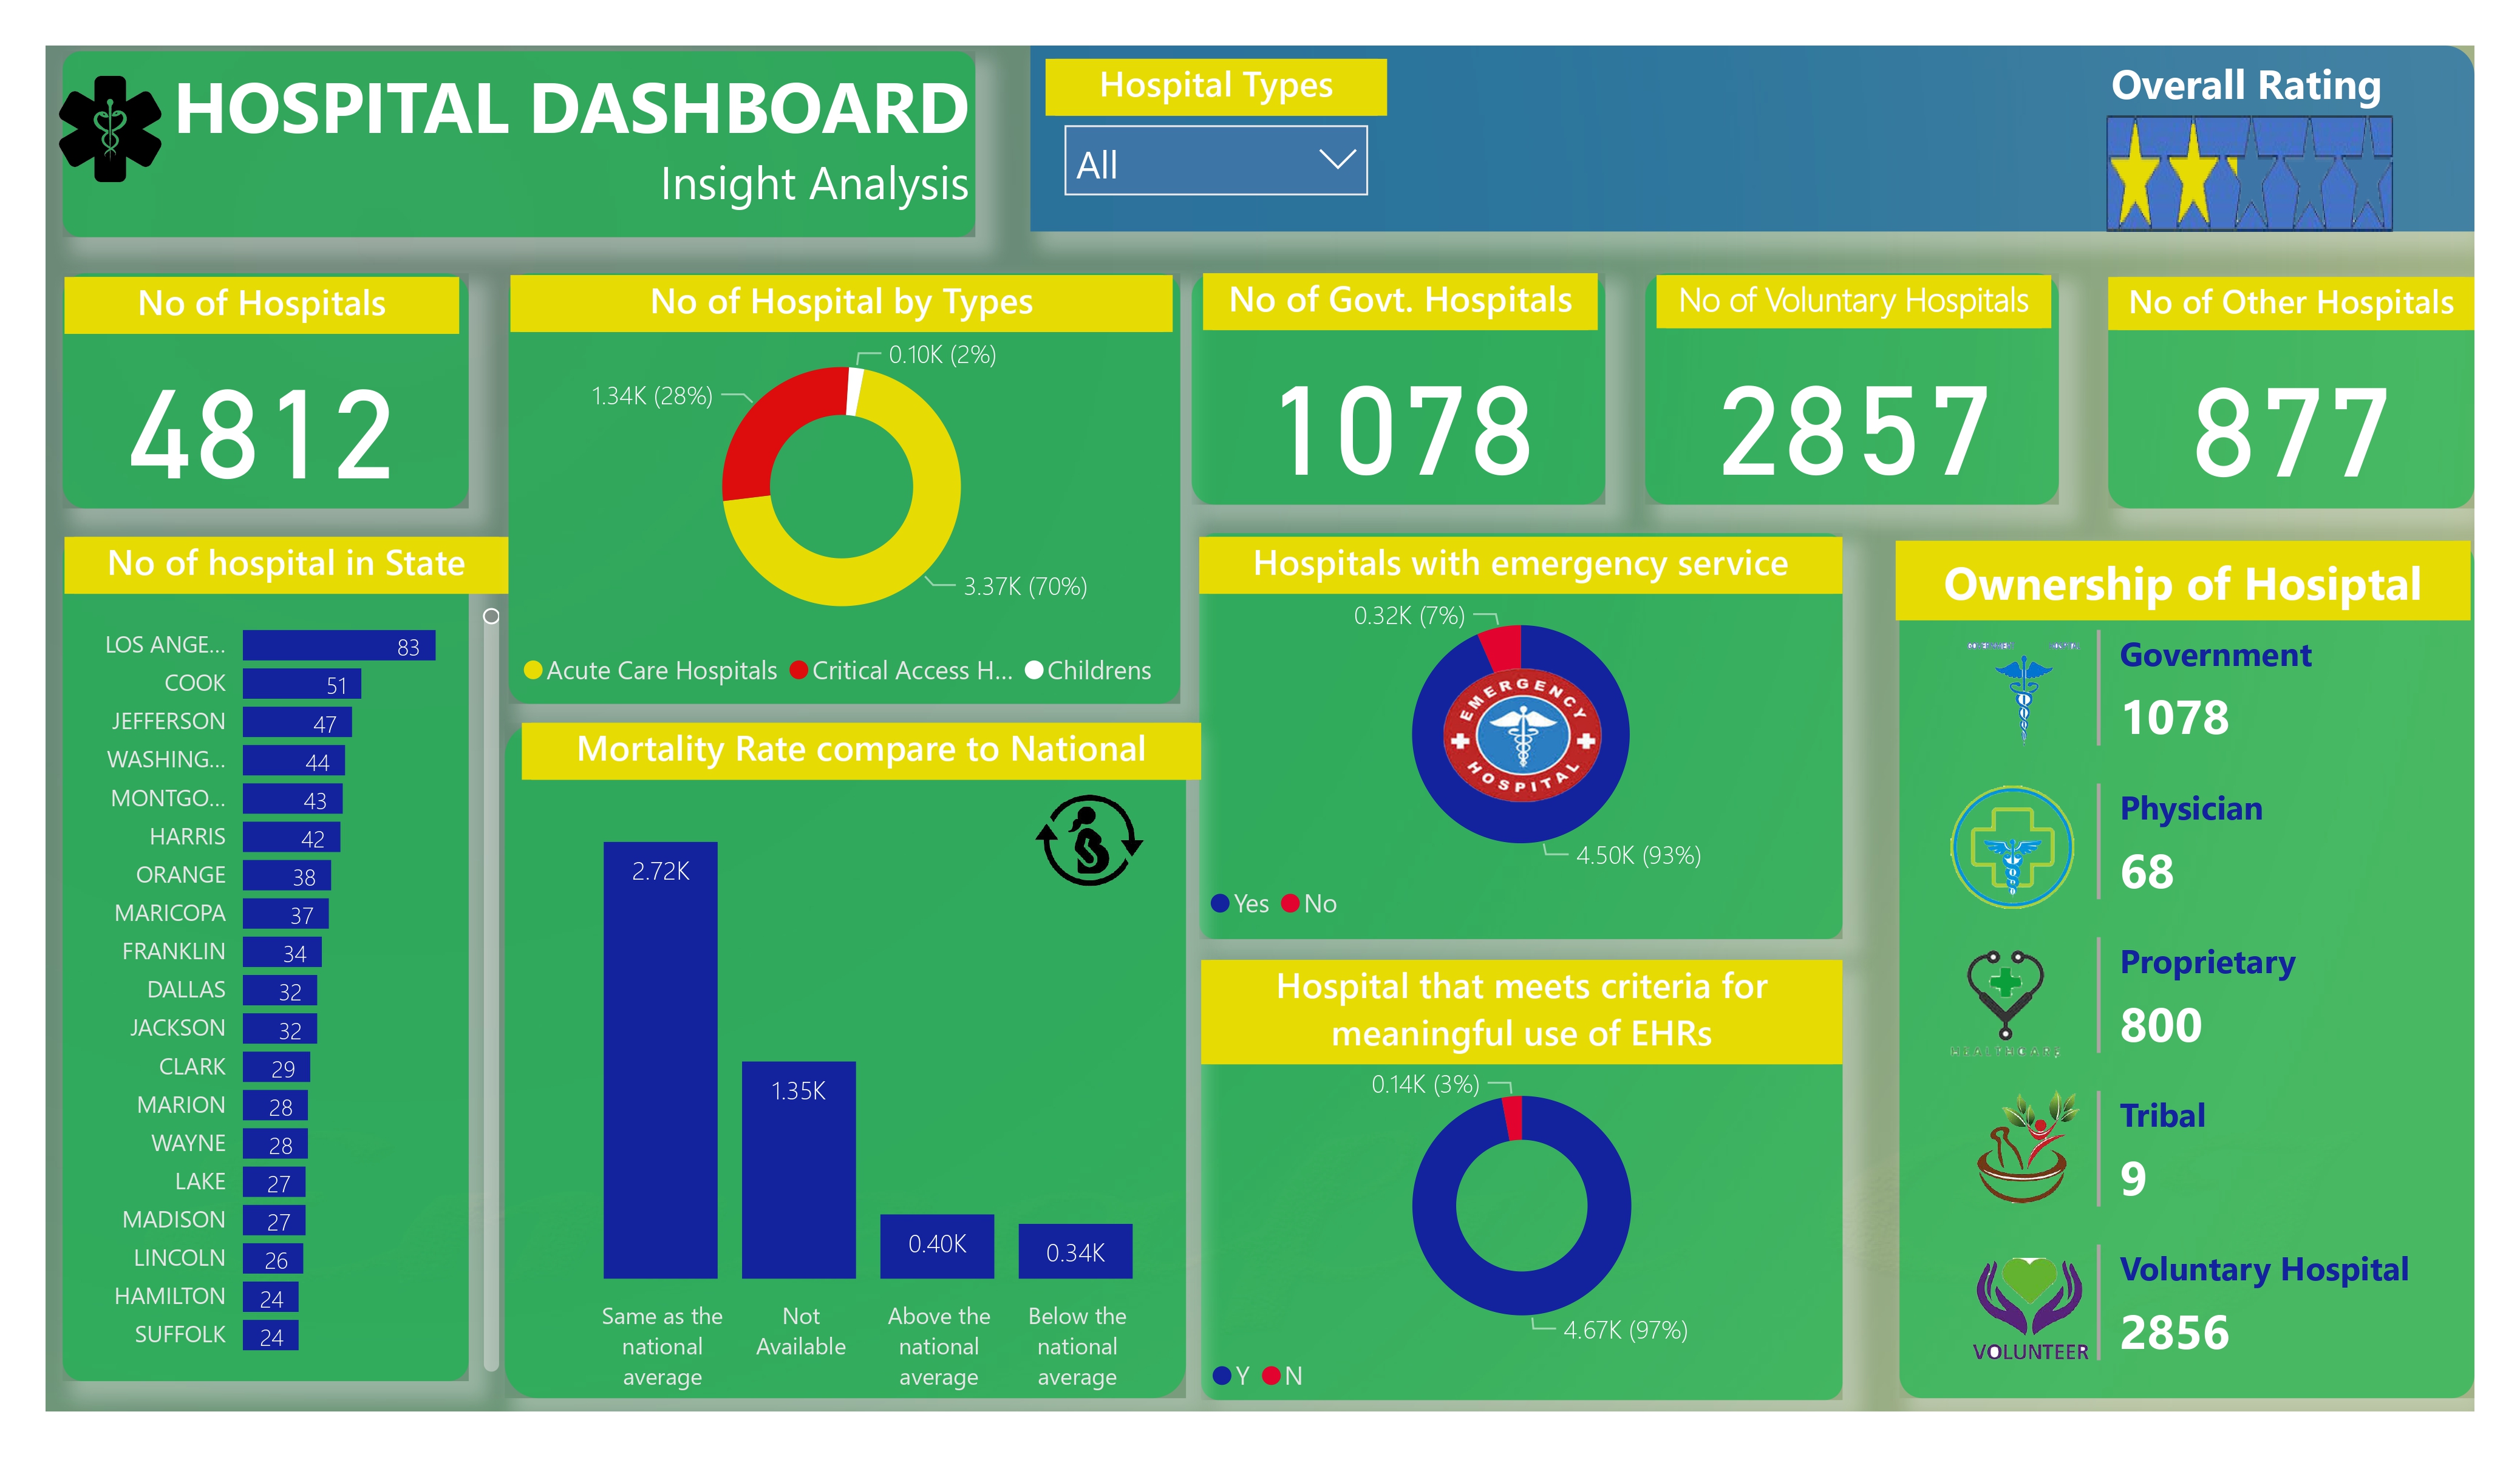 HOSPITAL DASHBOARD
Insight Analysis
Hospital Types
All
Overall Rating
No of Hospitals
4812
No of Hospital by Types
0.10K (2%)
1.34K (28%)
3.37K (70%)
Acute Care Hospitals Critical Access H... Childrens
No of Govt. Hospitals
1078
No of Voluntary Hospitals
2857
No of Other Hospitals
877
No of hospital in State
LOS ANGE... 83
COOK 51
JEFFERSON 47
WASHING... 44
MONTGO... 43
HARRIS 42
ORANGE 38
MARICOPA 37
FRANKLIN 34
DALLAS 32
JACKSON 32
CLARK 29
MARION 28
WAYNE 28
LAKE 27
MADISON 27
LINCOLN 26
HAMILTON 24
SUFFOLK 24
Mortality Rate compare to National
2.72K
1.35K
0.40K
0.34K
Same as the
national
average
Not
Available
Above the
national
average
Below the
national
average
Hospitals with emergency service
0.32K (7%)
EMERGENCY
HOSPITAL
4.50K (93%)
Yes No
Hospital that meets criteria for
meaningful use of EHRs
0.14K (3%)
4.67K (97%)
Y N
Ownership of Hosiptal
Government
1078
Physician
68
Proprietary
800
HEALTHCARE
Tribal
9
Voluntary Hospital
2856
VOLUNTEER